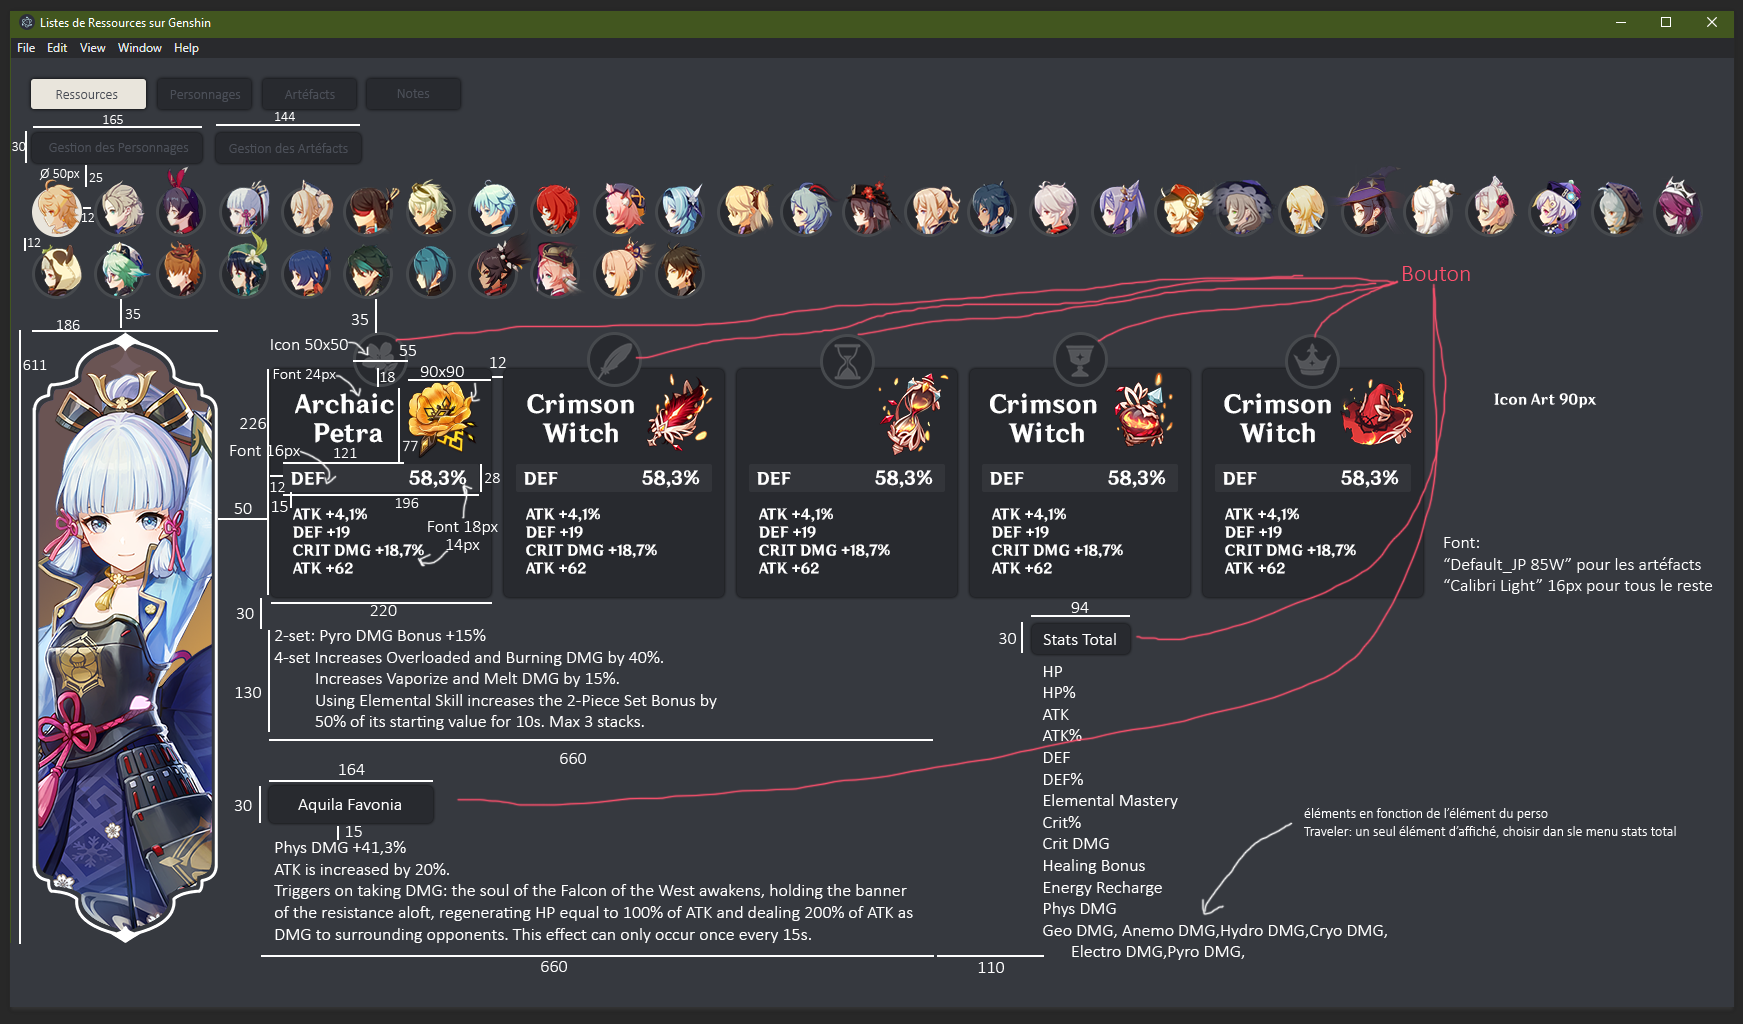 Listes de Ressources sur Genshin
File Edit View Window Help
Ressources Personnages Artéfacts Notes
165 144
30 Gestion des Personnages Gestion des Artéfacts
Ø 50px 25
12
12
Bouton
35
35
186
611
Icon 50x50 55
12
Font 24px 18 90x90
Archaic
Petra
Crimson
Witch
Crimson
Witch
Crimson
Witch
Icon Art 90px
226
Font 16px 121 77
DEF 58,3% 28
DEF 58,3%
DEF 58,3%
DEF 58,3%
DEF 58,3%
12
15 196
50
ATK +4,1%
DEF +19
CRIT DMG +18,7%
ATK +62
Font 18px
14px
ATK +4,1%
DEF +19
CRIT DMG +18,7%
ATK +62
ATK +4,1%
DEF +19
CRIT DMG +18,7%
ATK +62
ATK +4,1%
DEF +19
CRIT DMG +18,7%
ATK +62
ATK +4,1%
DEF +19
CRIT DMG +18,7%
ATK +62
Font:
“Default_JP 85W” pour les artéfacts
“Calibri Light” 16px pour tous le reste
30 220
2-set: Pyro DMG Bonus +15%
4-set Increases Overloaded and Burning DMG by 40%.
Increases Vaporize and Melt DMG by 15%.
Using Elemental Skill increases the 2-Piece Set Bonus by
50% of its starting value for 10s. Max 3 stacks.
130
660
164
30 Aquila Favonia
15
Phys DMG +41,3%
ATK is increased by 20%.
Triggers on taking DMG: the soul of the Falcon of the West awakens, holding the banner
of the resistance aloft, regenerating HP equal to 100% of ATK and dealing 200% of ATK as
DMG to surrounding opponents. This effect can only occur once every 15s.
660 110
94
30 Stats Total
HP
HP%
ATK
ATK%
DEF
DEF%
Elemental Mastery
Crit%
Crit DMG
Healing Bonus
Energy Recharge
Phys DMG
Geo DMG, Anemo DMG,Hydro DMG,Cryo DMG,
Electro DMG,Pyro DMG,
éléments en fonction de l’élément du perso
Traveler: un seul élément d’affiché, choisir dan sle menu stats total